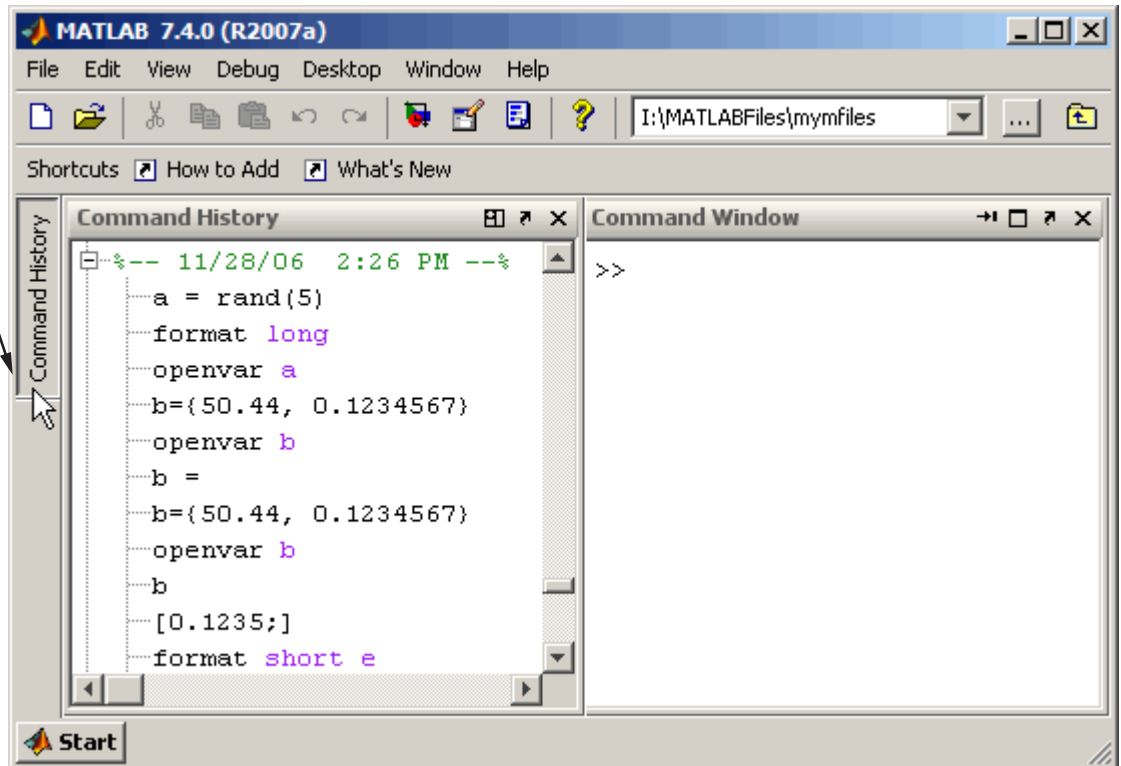 MATLAB 7.4.0 (R2007a)
File Edit View Debug Desktop Window Help
I:\MATLABFiles\mymfiles ...
Shortcuts How to Add What's New
Command History
Command History
%-- 11/28/06 2:26 PM --%
a = rand(5)
format long
openvar a
b={50.44, 0.1234567}
openvar b
b =
b={50.44, 0.1234567}
openvar b
b
[0.1235;]
format short e
Command Window
>>
Start